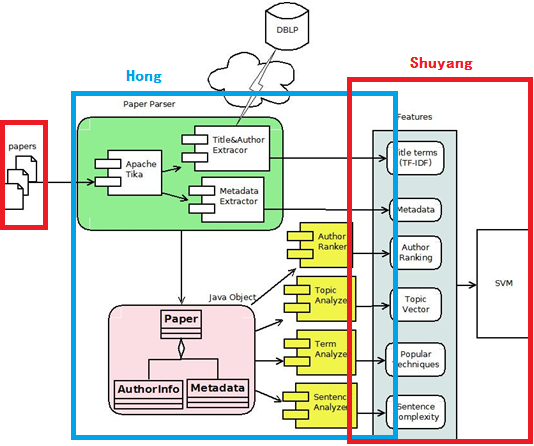 DBLP
Hong
Shuyang
Paper Parser
Features
papers
Apache
Tika
Title&Author
Extracor
Metadata
Extractor
Title terms
(TF-IDF)
Metadata
Author
Ranker
Author
Ranking
Java Object
Topic
Analyze
Topic
Vector
SVM
Paper
AuthorInfo
Metadata
Term
Analyze
Popular
Techniques
Sentenc
Analyze
Sentence
Complexity